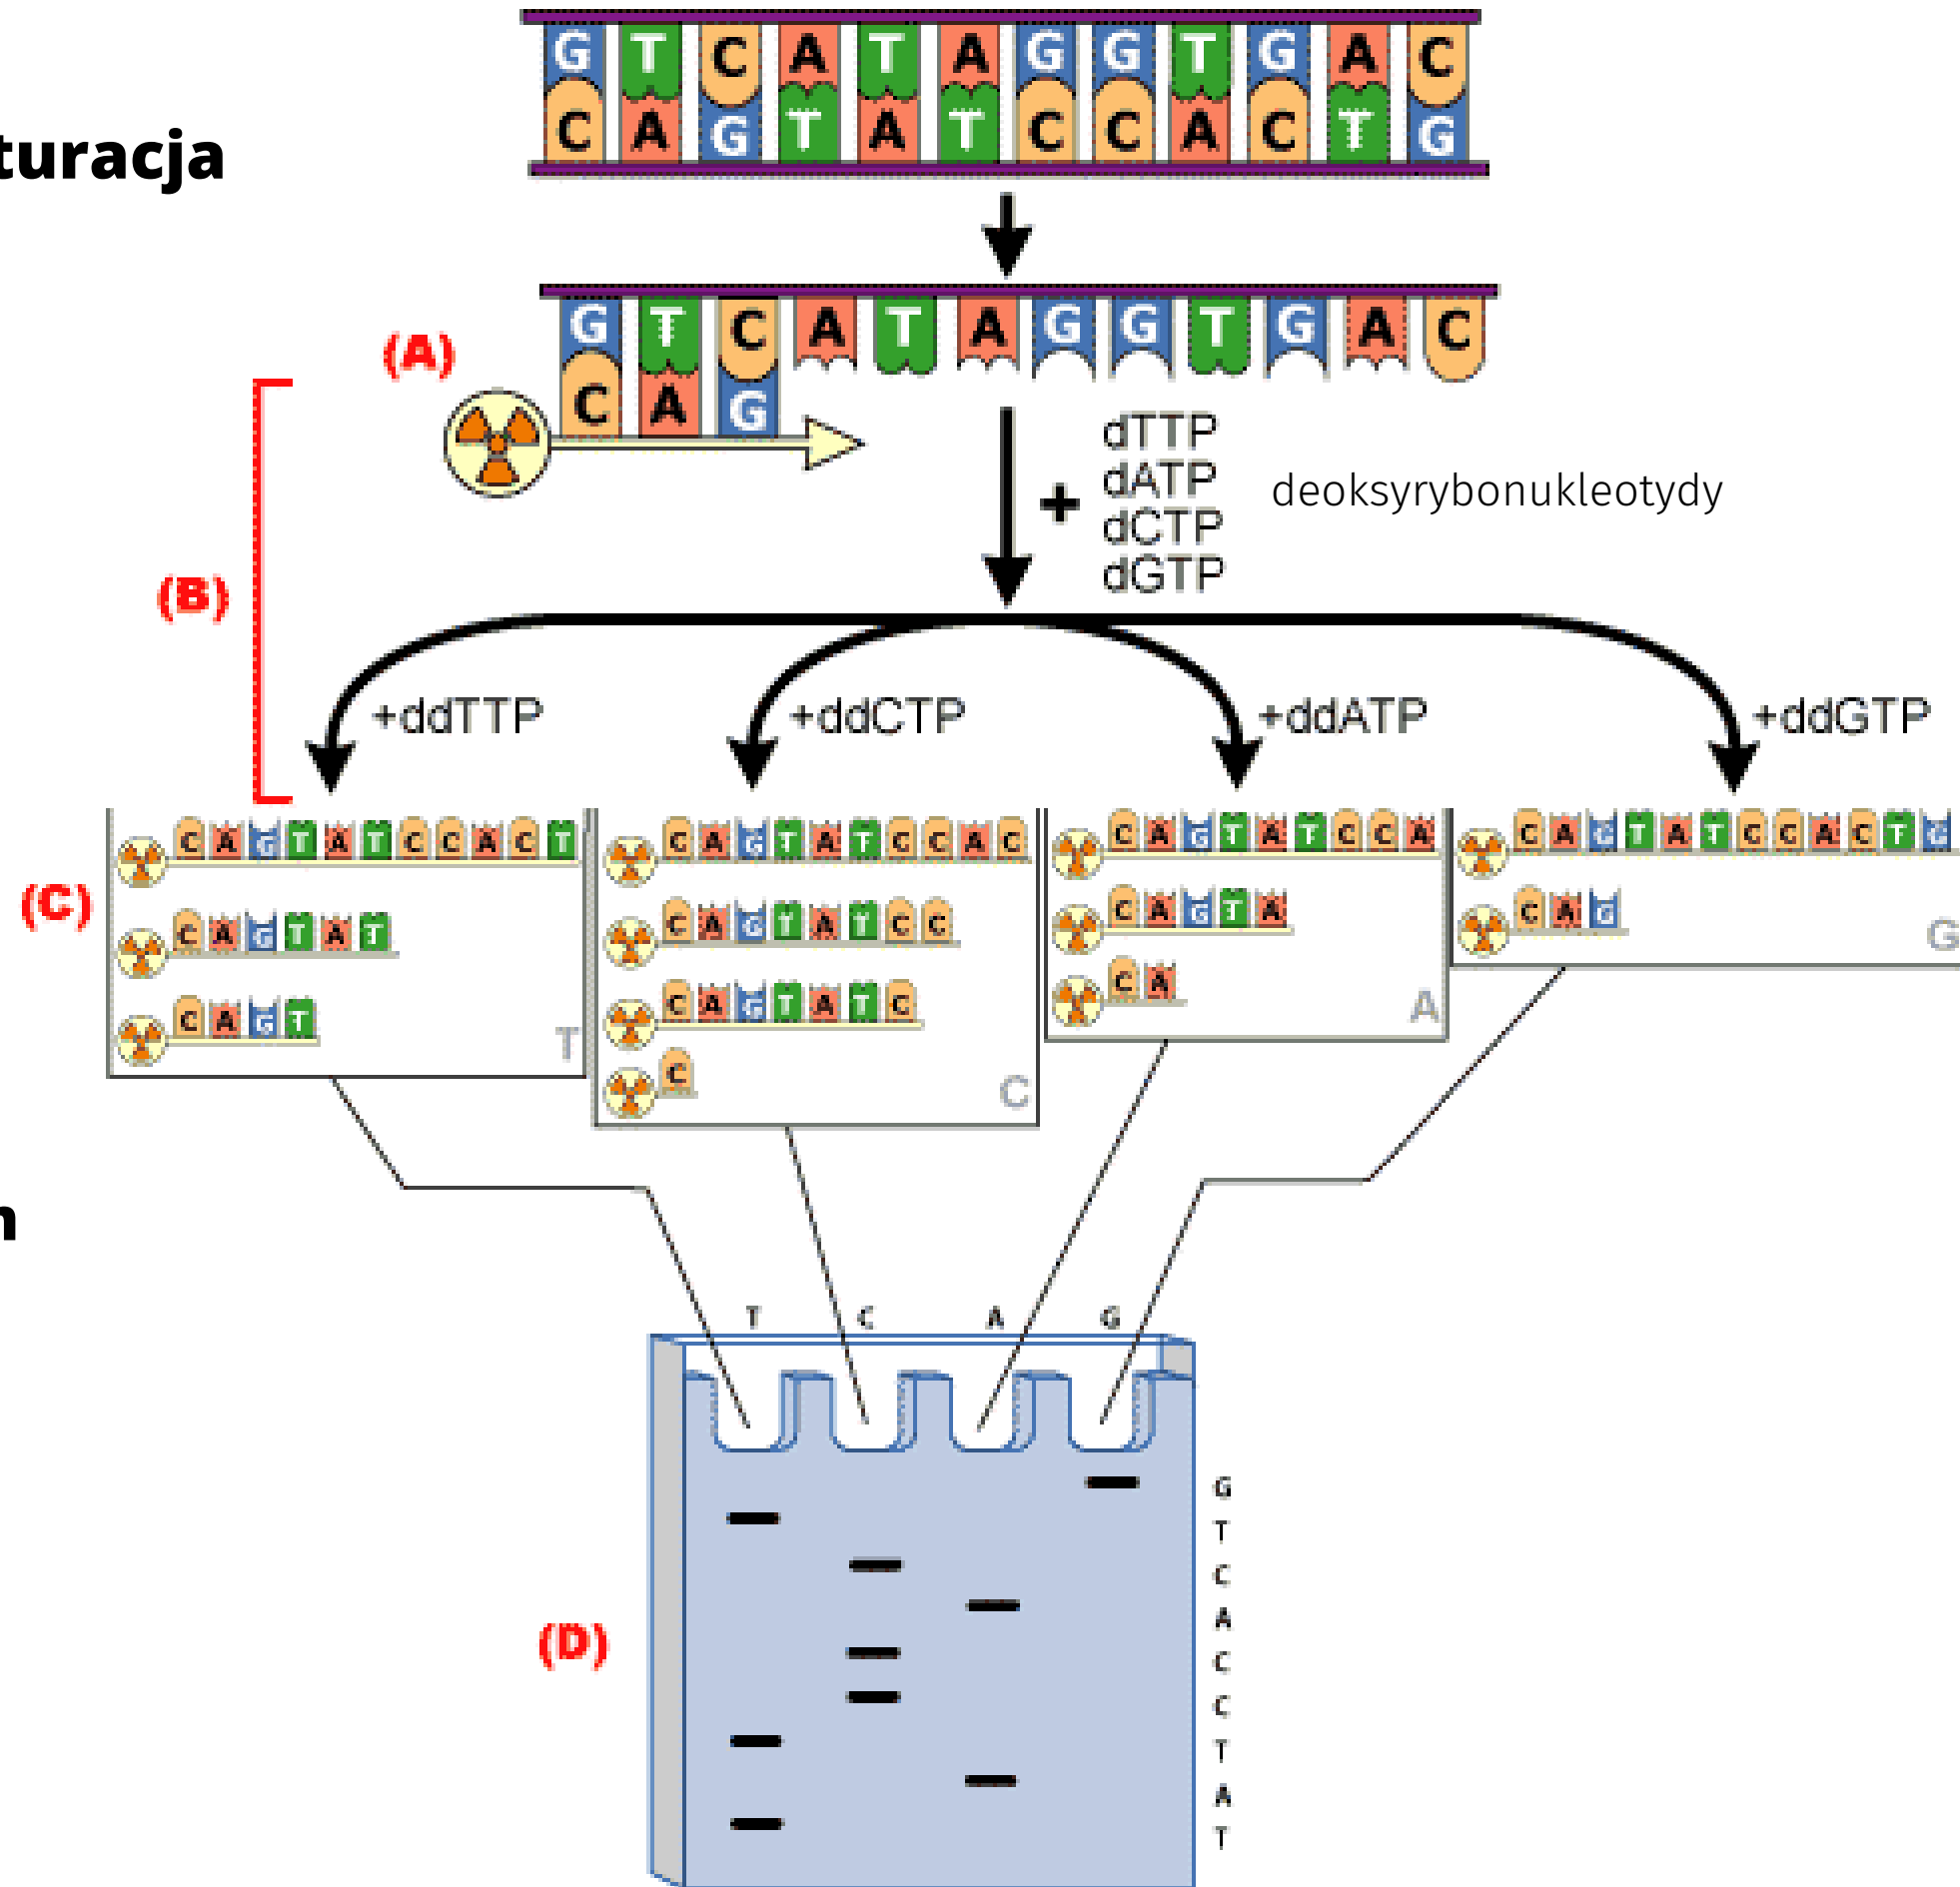 G T C A T A G G T G A C
C A G T A T C C A C T G
turacja
G T C A T A G G T G A C
(A)
C A G
dTTP
+ dATP
deoksyrybonukleotydy
dCTP
dGTP
(B)
+ddTTP +ddCTP +ddATP +ddGTP
C A G T A T C C A C T
C A G T A T
C A G T
T
C A G T A T C C A C
C A G T A T C C
C A G T A T C
C
C
C A G T A T C C A
C A G T A
C A
A
C A G T A T C C A C T G
C A G
G
(C)
n
T C A G
G
T
C
A
(D)
C
C
T
A
T